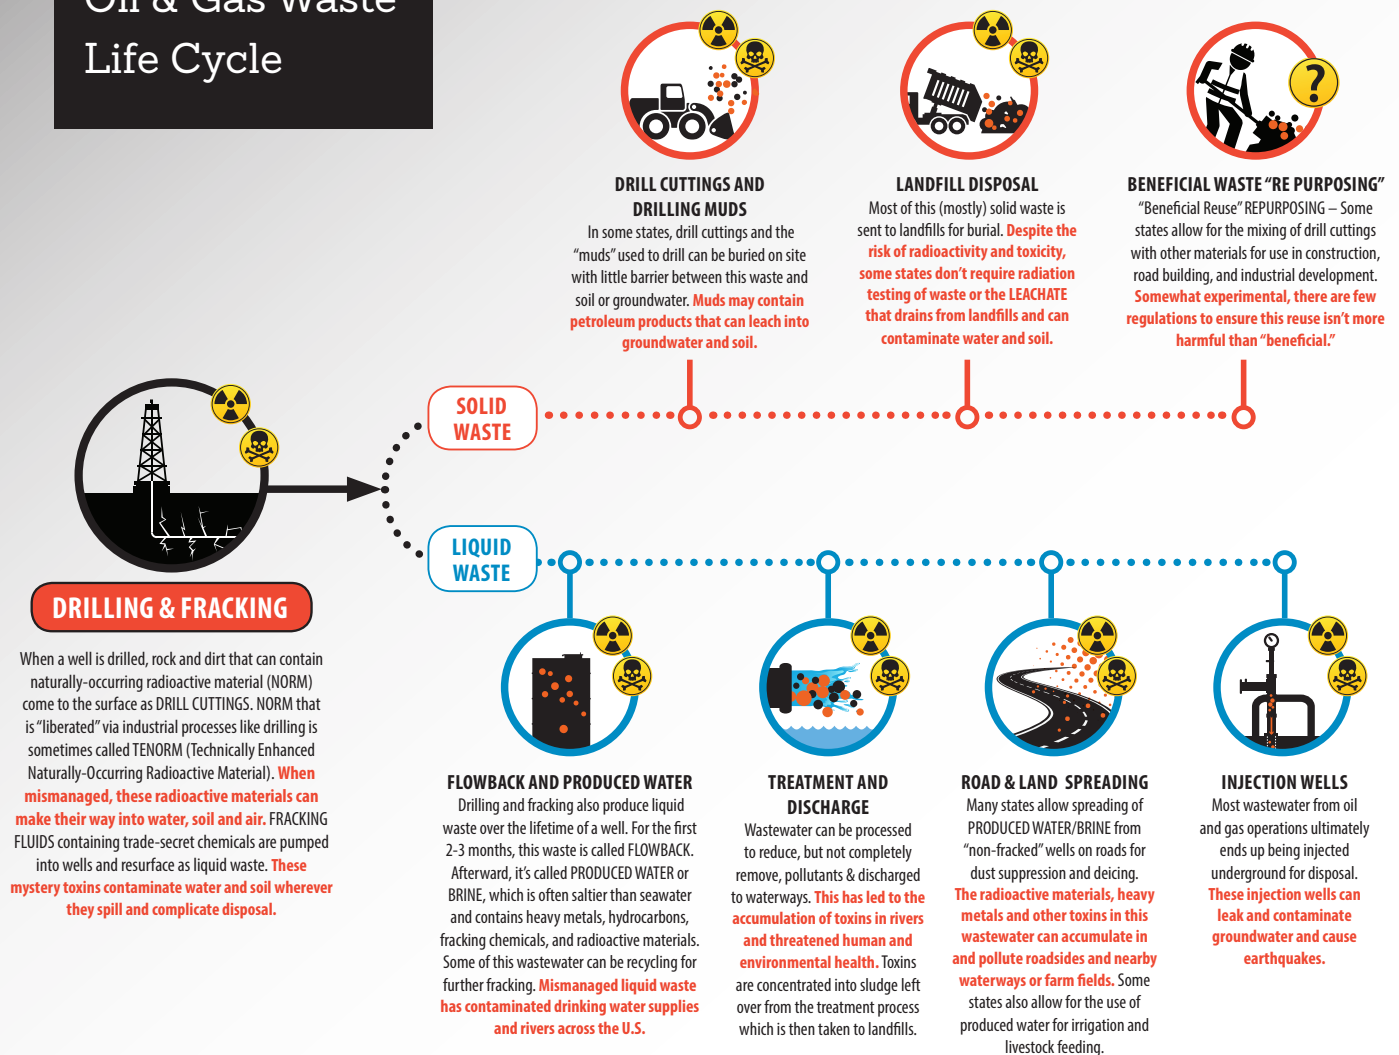 Oil & Gas Waste
Life Cycle
DRILL CUTTINGS AND
DRILLING MUDS
In some states, drill cuttings and the
“muds” used to drill can be buried on site
with little barrier between this waste and
soil or groundwater. Muds may contain
petroleum products that can leach into
groundwater and soil.
LANDFILL DISPOSAL
Most of this (mostly) solid waste is
sent to landfills for burial. Despite the
risk of radioactivity and toxicity,
some states don’t require radiation
testing of waste or the LEACHATE
that drains from landfills and can
contaminate water and soil.
?
BENEFICIAL WASTE “RE PURPOSING”
“Beneficial Reuse” REPURPOSING – Some
states allow for the mixing of drill cuttings
with other materials for use in construction,
road building, and industrial development.
Somewhat experimental, there are few
regulations to ensure this reuse isn’t more
harmful than “beneficial.”
SOLID
WASTE
LIQUID
WASTE
DRILLING & FRACKING
When a well is drilled, rock and dirt that can contain
naturally-occurring radioactive material (NORM)
come to the surface as DRILL CUTTINGS. NORM that
is “liberated” via industrial processes like drilling is
sometimes called TENORM (Technically Enhanced
Naturally-Occurring Radioactive Material). When
mismanaged, these radioactive materials can
make their way into water, soil and air. FRACKING
FLUIDS containing trade-secret chemicals are pumped
into wells and resurface as liquid waste. These
mystery toxins contaminate water and soil wherever
they spill and complicate disposal.
FLOWBACK AND PRODUCED WATER
Drilling and fracking also produce liquid
waste over the lifetime of a well. For the first
2-3 months, this waste is called FLOWBACK.
Afterward, it’s called PRODUCED WATER or
BRINE, which is often saltier than seawater
and contains heavy metals, hydrocarbons,
fracking chemicals, and radioactive materials.
Some of this wastewater can be recycling for
further fracking. Mismanaged liquid waste
has contaminated drinking water supplies
and rivers across the U.S.
TREATMENT AND
DISCHARGE
Wastewater can be processed
to reduce, but not completely
remove, pollutants & discharged
to waterways. This has led to the
accumulation of toxins in rivers
and threatened human and
environmental health. Toxins
are concentrated into sludge left
over from the treatment process
which is then taken to landfills.
ROAD & LAND SPREADING
Many states allow spreading of
PRODUCED WATER/BRINE from
“non-fracked” wells on roads for
dust suppression and deicing.
The radioactive materials, heavy
metals and other toxins in this
wastewater can accumulate in
and pollute roadsides and nearby
waterways or farm fields. Some
states also allow for the use of
produced water for irrigation and
livestock feeding.
INJECTION WELLS
Most wastewater from oil
and gas operations ultimately
ends up being injected
underground for disposal.
These injection wells can
leak and contaminate
groundwater and cause
earthquakes.